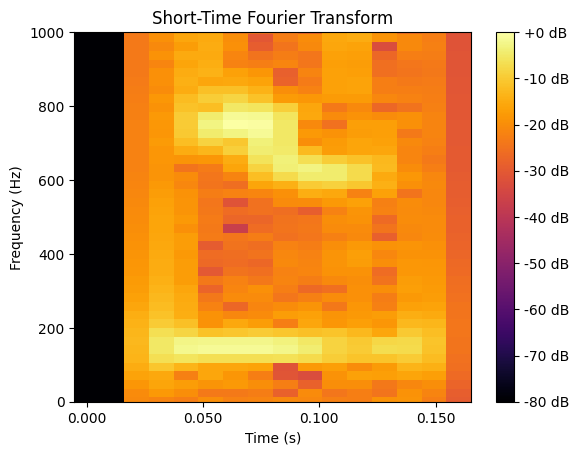 Short-Time Fourier Transform
1000
800
600
400
200
0
Frequency (Hz)
0.000
0.050
0.100
0.150
Time (s)
+0 dB
-10 dB
-20 dB
-30 dB
-40 dB
-50 dB
-60 dB
-70 dB
-80 dB